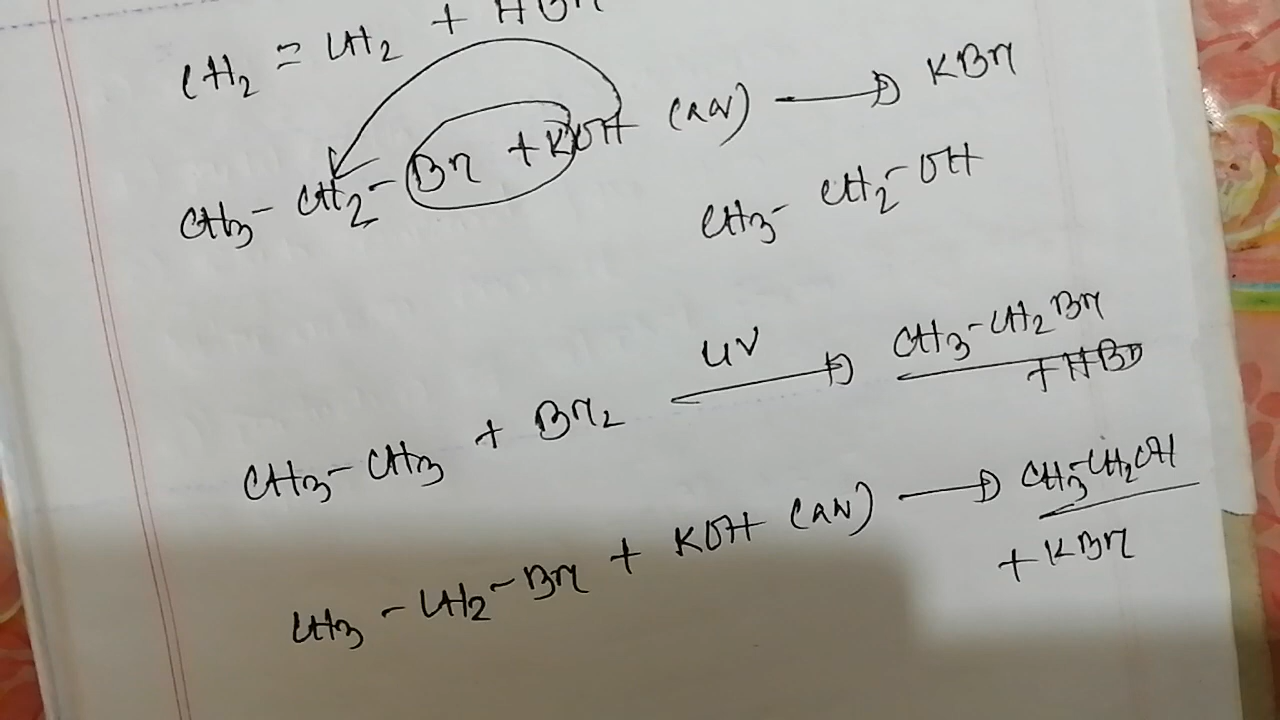 CH2 = CH2 + HBr
CH3 - CH2 - Br + KOH (aq) → KBr
CH3 - CH2 - OH
CH3 - CH3 + Br2 UV → CH3 - CH2Br
+ HBr
CH3 - CH2 - Br + KOH (aq) → CH3-CH2OH
+ KBr